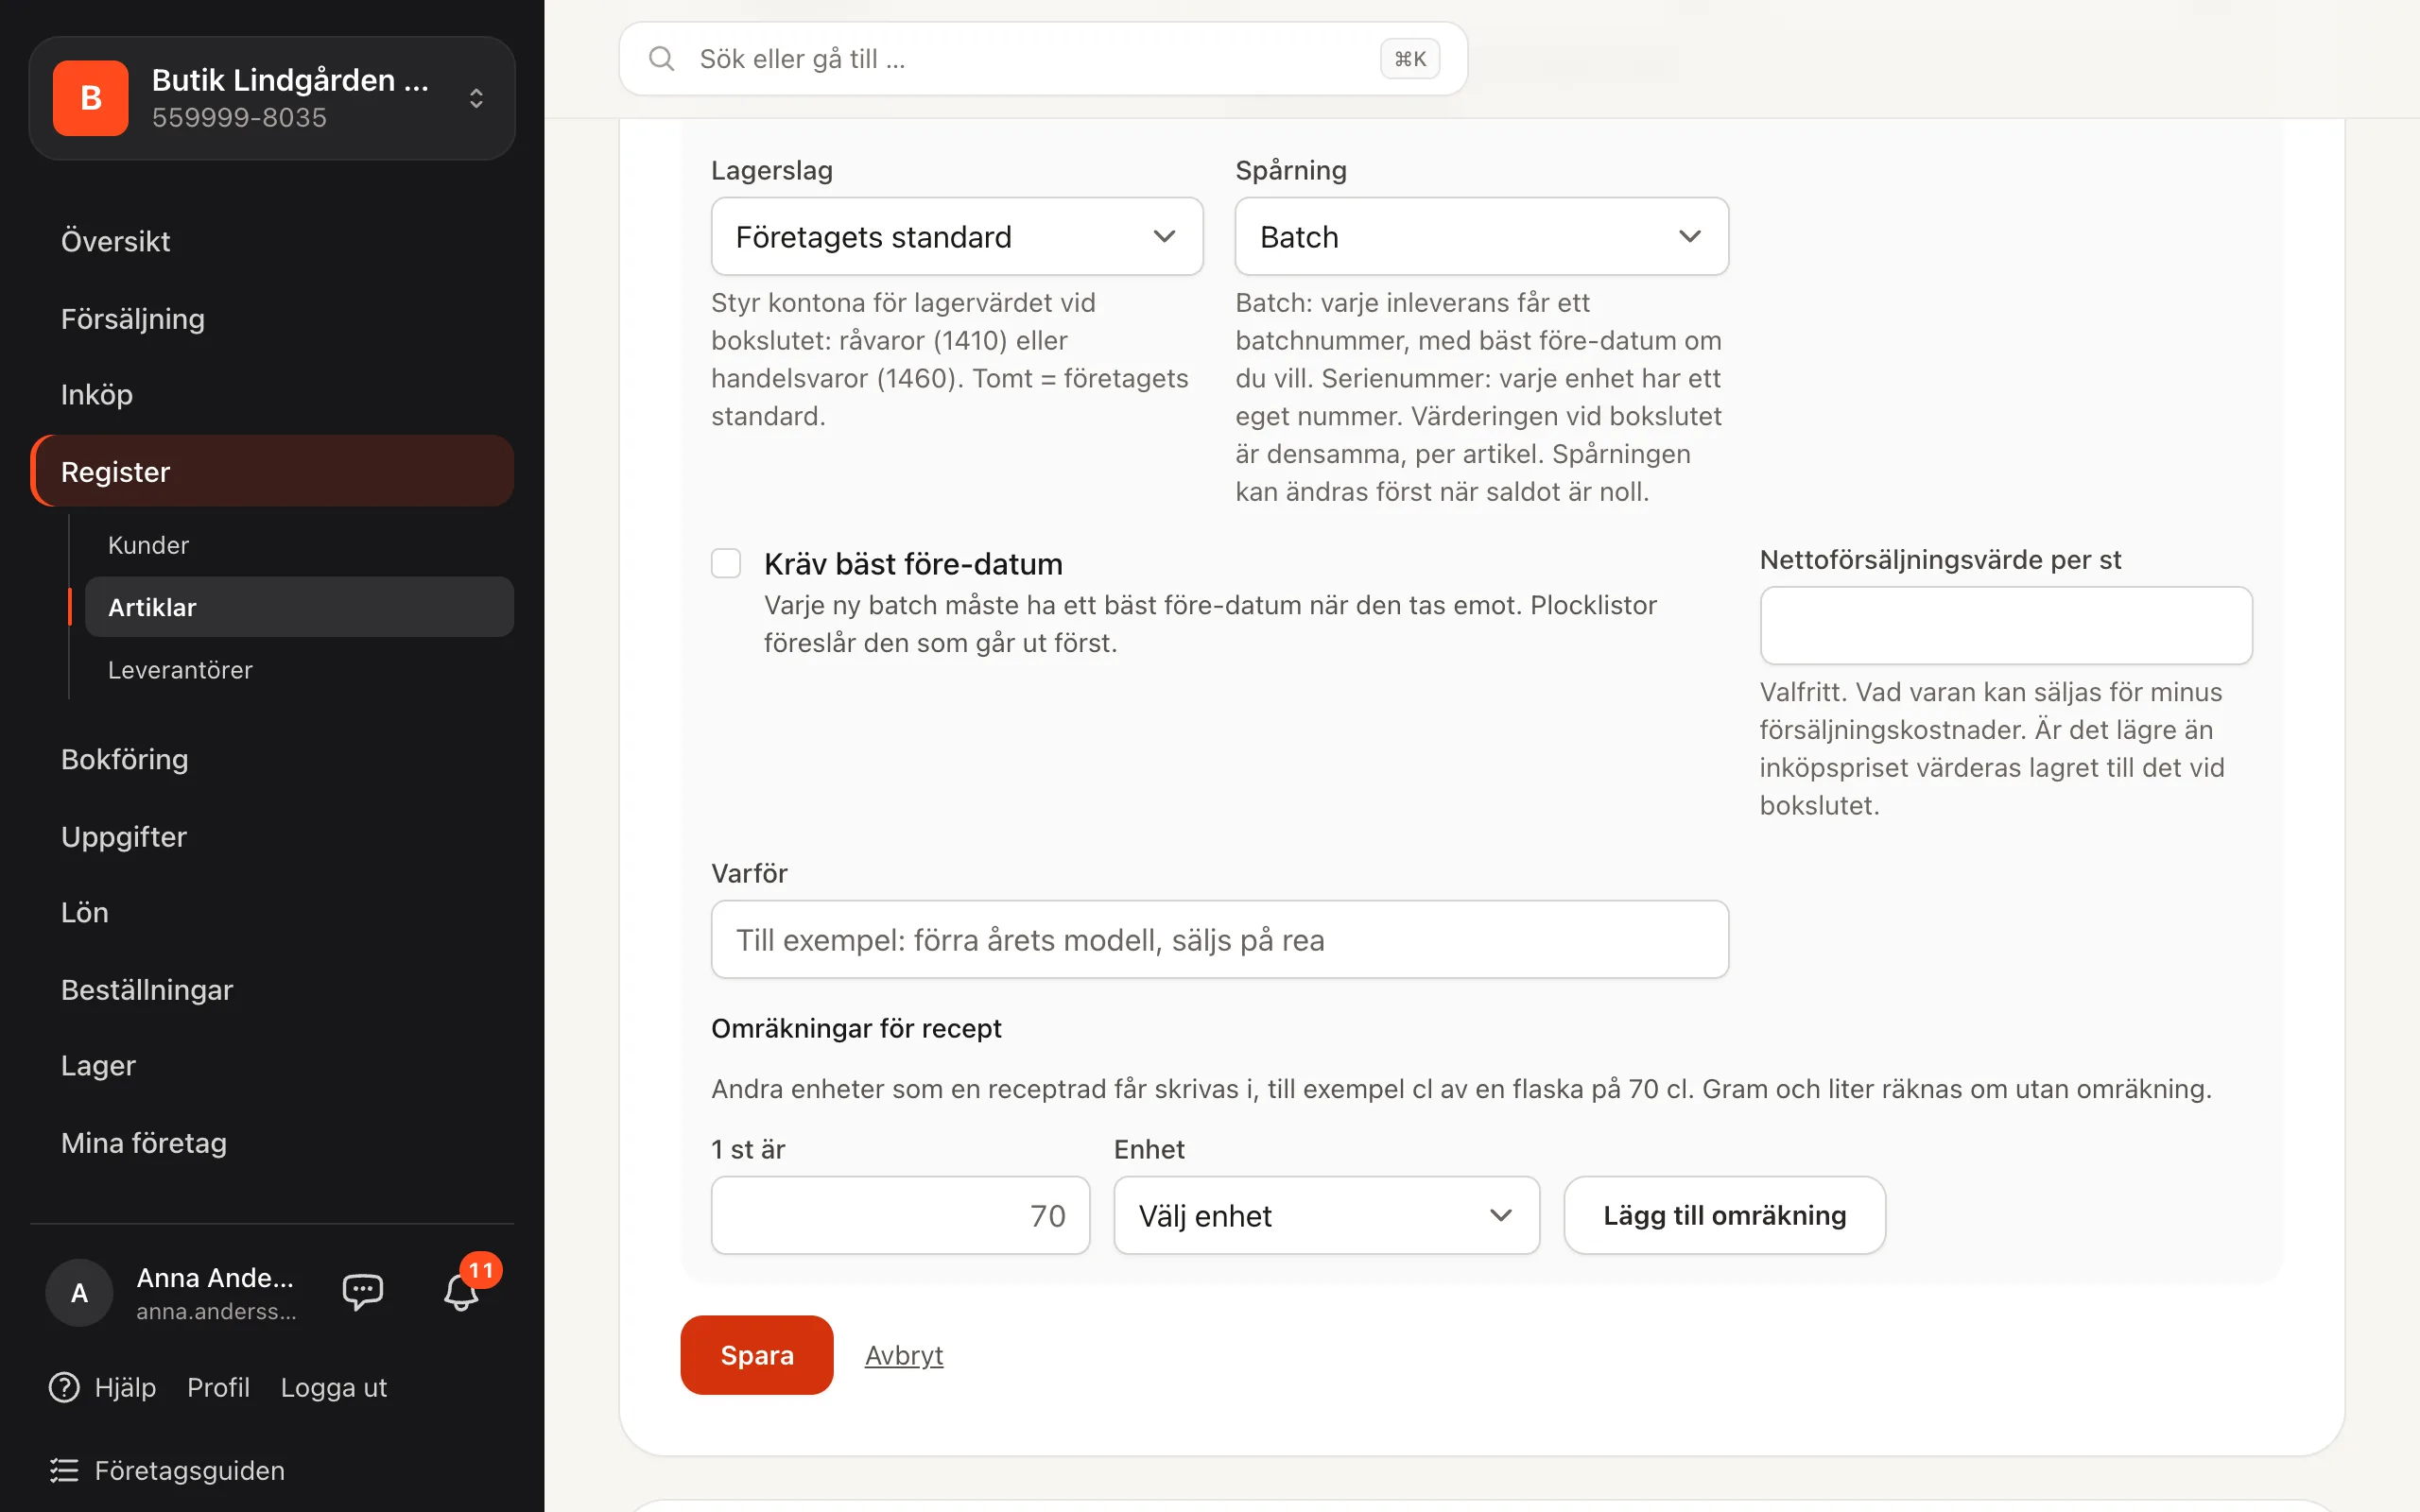 B
Butik Lindgården ...
559999-8035
Översikt
Försäljning
Inköp
Register
Kunder
Artiklar
Leverantörer
Bokföring
Uppgifter
Lön
Beställningar
Lager
Mina företag
A
Anna Ande...
anna.anderss...
11
Hjälp
Profil
Logga ut
Företagsguiden
Sök eller gå till ...
⌘K
Lagerslag
Företagets standard
Styr kontona för lagervärdet vid
bokslutet: råvaror (1410) eller
handelsvaror (1460). Tomt = företagets
standard.
Spårning
Batch
Batch: varje inleverans får ett
batchnummer, med bäst före-datum om
du vill. Serienummer: varje enhet har ett
eget nummer. Värderingen vid bokslutet
är densamma, per artikel. Spårningen
kan ändras först när saldot är noll.
Kräv bäst före-datum
Varje ny batch måste ha ett bäst före-datum när den tas emot. Plocklistor
föreslår den som går ut först.
Nettoförsäljningsvärde per st
Valfritt. Vad varan kan säljas för minus
försäljningskostnader. Är det lägre än
inköpspriset värderas lagret till det vid
bokslutet.
Varför
Till exempel: förra årets modell, säljs på rea
Omräkningar för recept
Andra enheter som en receptrad får skrivas i, till exempel cl av en flaska på 70 cl. Gram och liter räknas om utan omräkning.
1 st är
70
Enhet
Välj enhet
Lägg till omräkning
Spara
Avbryt